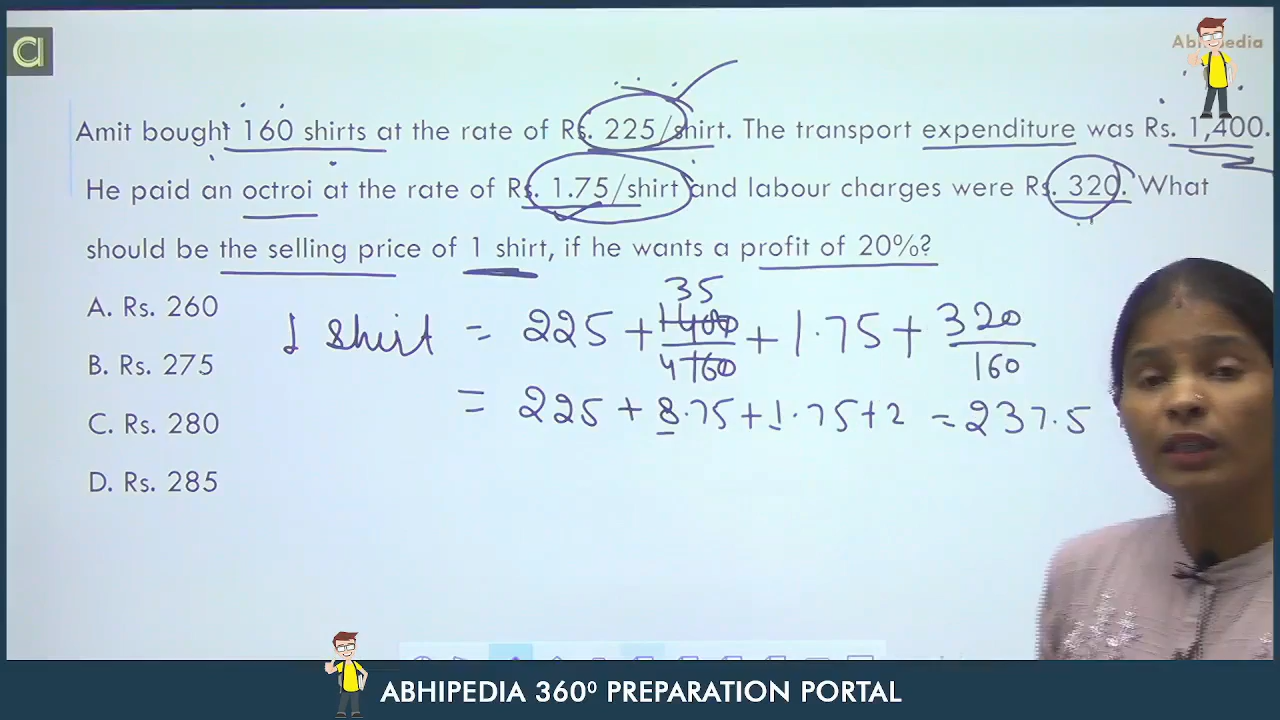 a
Abhipedia
Amit bought 160 shirts at the rate of Rs. 225/shirt. The transport expenditure was Rs. 1,400.
He paid an octroi at the rate of Rs. 1.75/shirt and labour charges were Rs. 320. What
should be the selling price of 1 shirt, if he wants a profit of 20%?
A. Rs. 260
B. Rs. 275
C. Rs. 280
D. Rs. 285
35
1 shirt = 225 + 1400 + 1.75 + 320
4 160 160
= 225 + 8.75 + 1.75 + 2 = 237.5
ABHIPEDIA 360⁰ PREPARATION PORTAL